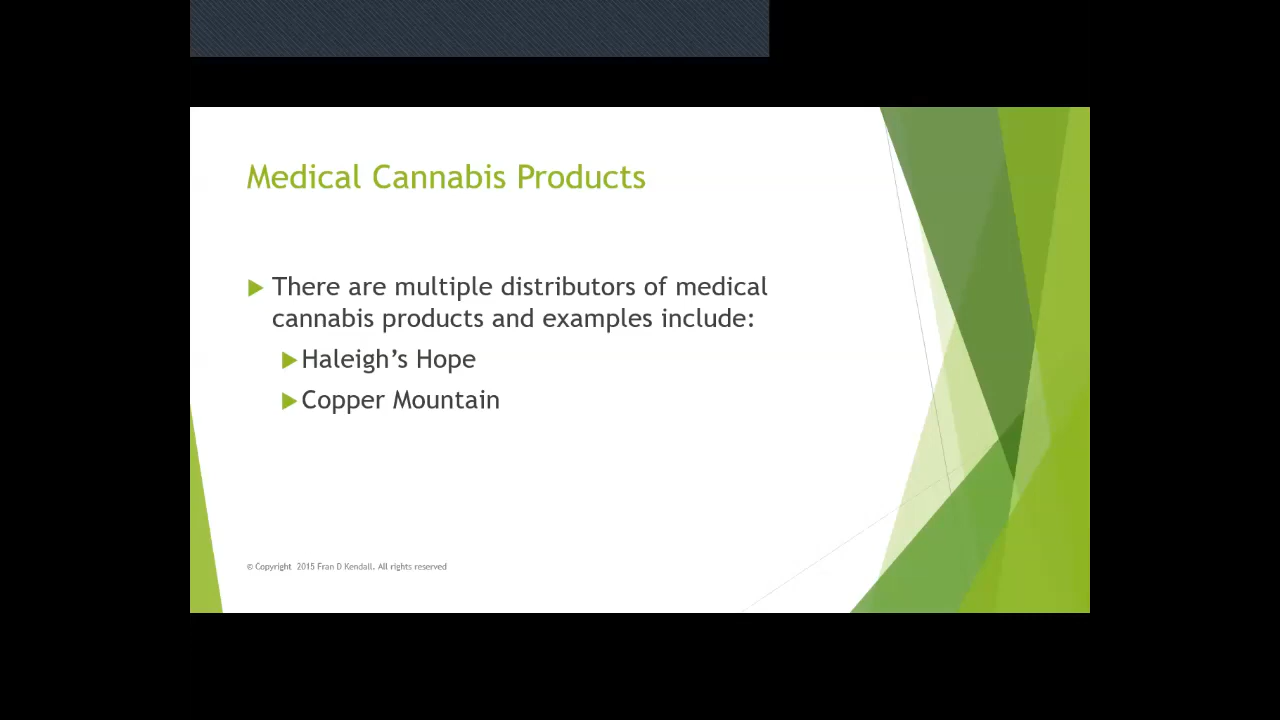 Medical Cannabis Products
There are multiple distributors of medical
cannabis products and examples include:
Haleigh’s Hope
Copper Mountain
© Copyright 2015 Fran D Kendall. All rights reserved